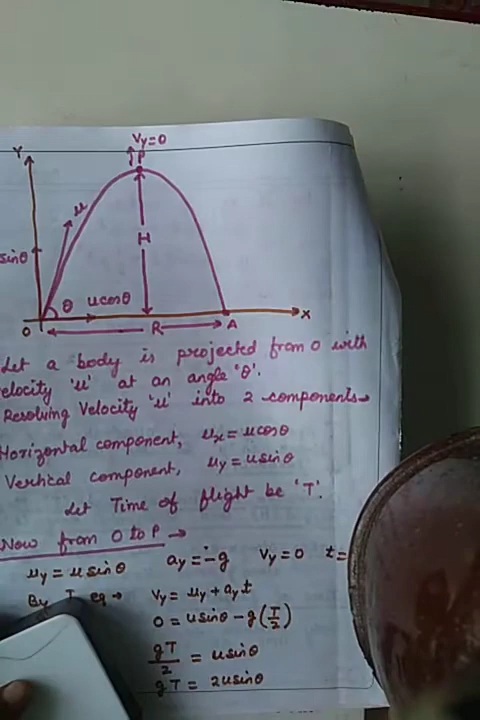 Vy=0
Y
P
u
H
sinθ
θ ucosθ
O R A X
Let a body is projected from O with
elocity 'u' at an angle 'θ'.
Resolving Velocity 'u' into 2 components→
Horizontal component, ux = ucosθ
Vertical component, uy = usinθ
Let Time of flight be 'T'.
Now from O to P →
uy = usinθ ay = -g Vy = 0 t =
By I eq→ Vy = uy + ay t
0 = usinθ - g(T/2)
gT/2 = usinθ
gT = 2usinθ